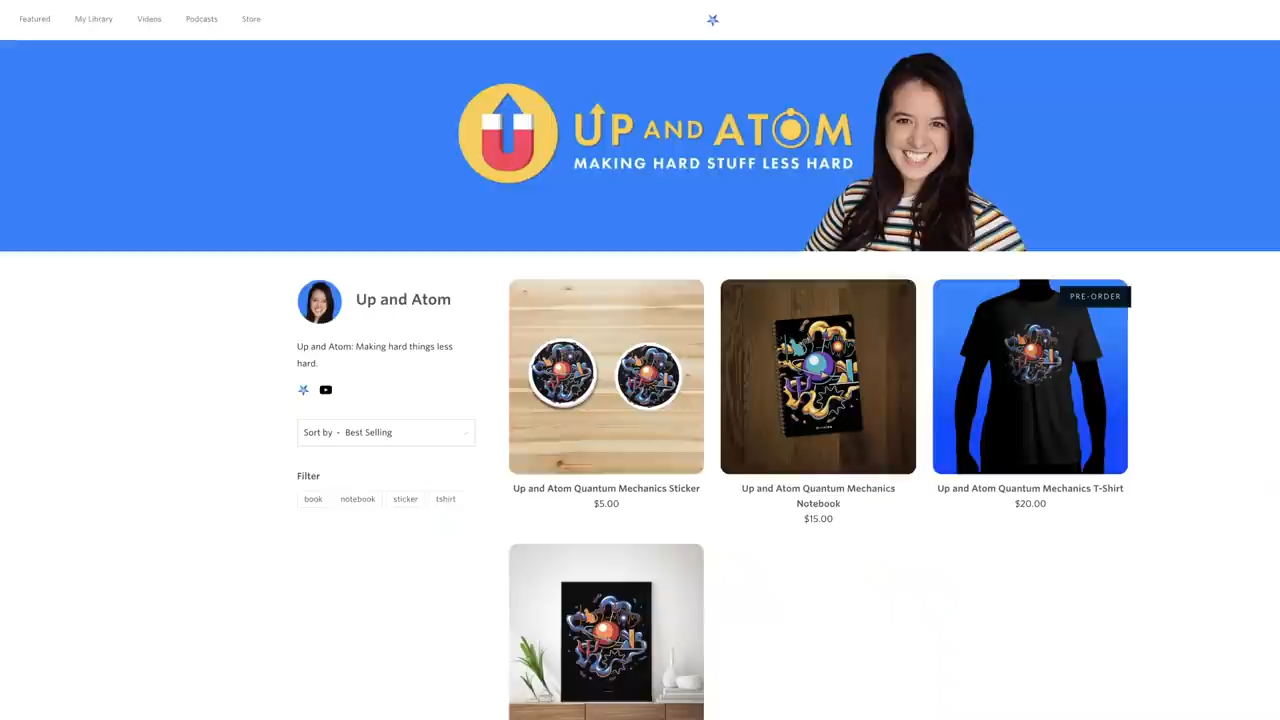 Featured
My Library
Videos
Podcasts
Store
UP AND ATOM
MAKING HARD STUFF LESS HARD
Up and Atom
Up and Atom: Making hard things less
hard.
Sort by - Best Selling
Filter
book
notebook
sticker
tshirt
Up and Atom Quantum Mechanics Sticker
$5.00
Up and Atom Quantum Mechanics
Notebook
$15.00
PRE-ORDER
Up and Atom Quantum Mechanics T-Shirt
$20.00